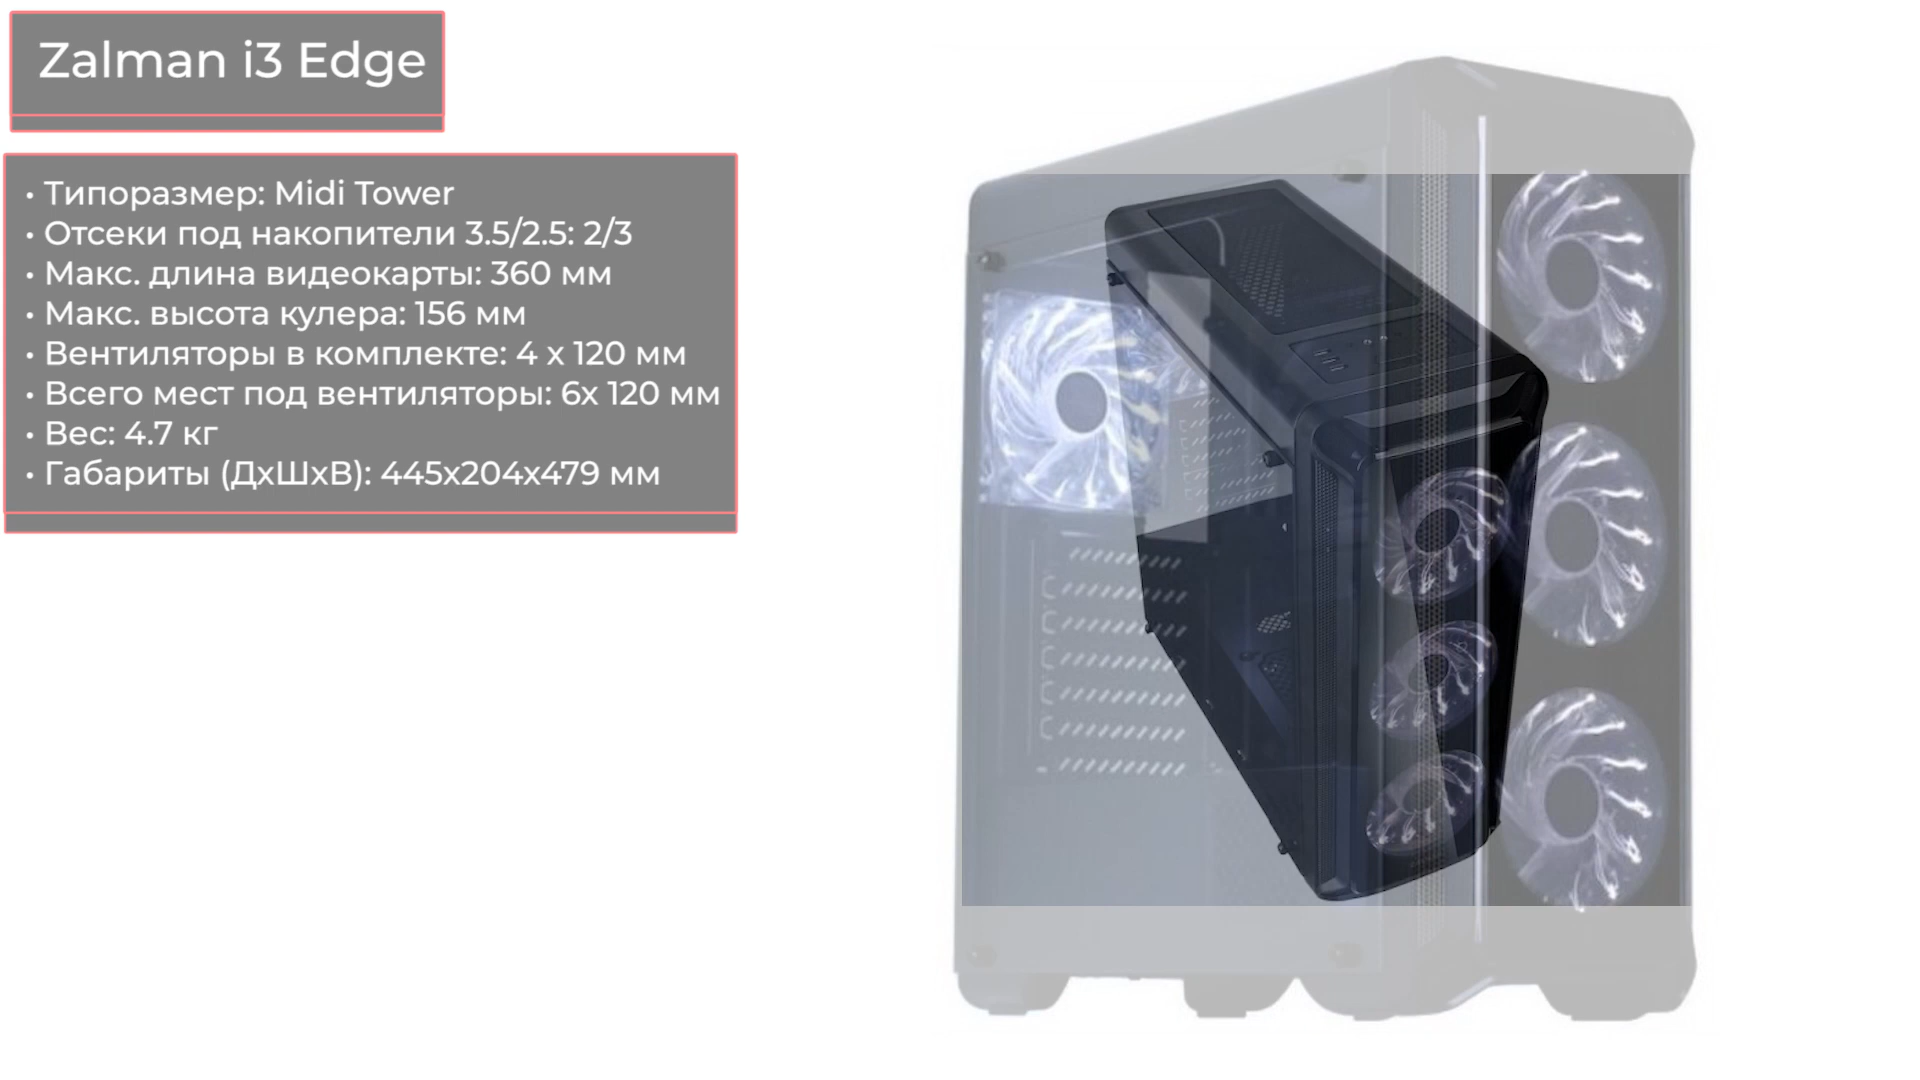 Zalman i3 Edge
• Типоразмер: Midi Tower
• Отсеки под накопители 3.5/2.5: 2/3
• Макс. длина видеокарты: 360 мм
• Макс. высота кулера: 156 мм
• Вентиляторы в комплекте: 4 x 120 мм
• Всего мест под вентиляторы: 6x 120 мм
• Вес: 4.7 кг
• Габариты (ДхШхВ): 445x204x479 мм